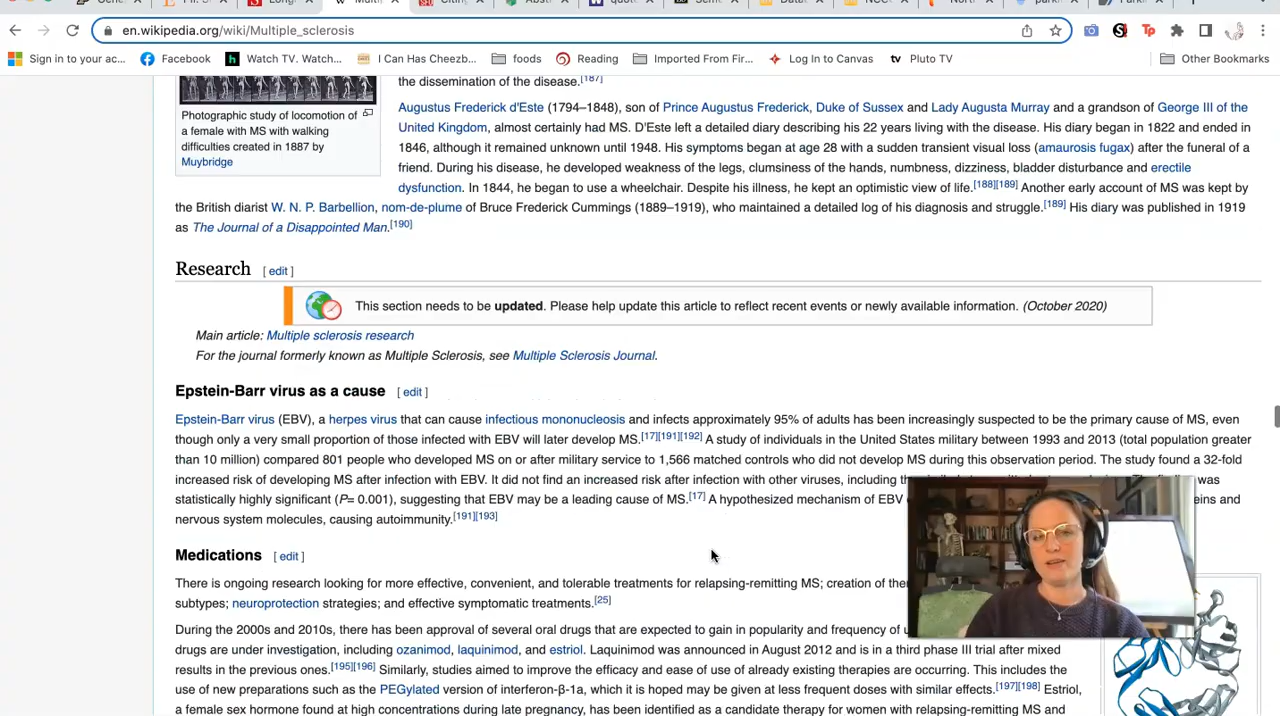 en.wikipedia.org/wiki/Multiple_sclerosis
Sign in to your ac... Facebook Watch TV. Watch... I Can Has Cheezb... foods Reading Imported From Fir... Log In to Canvas Pluto TV Other Bookmarks
the dissemination of the disease.[187]
Photographic study of locomotion of
a female with MS with walking
difficulties created in 1887 by
Muybridge
Augustus Frederick d'Este (1794–1848), son of Prince Augustus Frederick, Duke of Sussex and Lady Augusta Murray and a grandson of George III of the
United Kingdom, almost certainly had MS. D'Este left a detailed diary describing his 22 years living with the disease. His diary began in 1822 and ended in
1846, although it remained unknown until 1948. His symptoms began at age 28 with a sudden transient visual loss (amaurosis fugax) after the funeral of a
friend. During his disease, he developed weakness of the legs, clumsiness of the hands, numbness, dizziness, bladder disturbance and erectile
dysfunction. In 1844, he began to use a wheelchair. Despite his illness, he kept an optimistic view of life.[188][189] Another early account of MS was kept by
the British diarist W. N. P. Barbellion, nom-de-plume of Bruce Frederick Cummings (1889–1919), who maintained a detailed log of his diagnosis and struggle.[189] His diary was published in 1919
as The Journal of a Disappointed Man.[190]
Research [ edit ]
This section needs to be updated. Please help update this article to reflect recent events or newly available information. (October 2020)
Main article: Multiple sclerosis research
For the journal formerly known as Multiple Sclerosis, see Multiple Sclerosis Journal.
Epstein-Barr virus as a cause [ edit ]
Epstein-Barr virus (EBV), a herpes virus that can cause infectious mononucleosis and infects approximately 95% of adults has been increasingly suspected to be the primary cause of MS, even
though only a very small proportion of those infected with EBV will later develop MS.[17][191][192] A study of individuals in the United States military between 1993 and 2013 (total population greater
than 10 million) compared 801 people who developed MS on or after military service to 1,566 matched controls who did not develop MS during this observation period. The study found a 32-fold
increased risk of developing MS after infection with EBV. It did not find an increased risk after infection with other viruses, including the
was
statistically highly significant (P= 0.001), suggesting that EBV may be a leading cause of MS.[17] A hypothesized mechanism of EBV
and
nervous system molecules, causing autoimmunity.[191][193]
Medications [ edit ]
There is ongoing research looking for more effective, convenient, and tolerable treatments for relapsing-remitting MS; creation of
subtypes; neuroprotection strategies; and effective symptomatic treatments.[25]
During the 2000s and 2010s, there has been approval of several oral drugs that are expected to gain in popularity and frequency of
drugs are under investigation, including ozanimod, laquinimod, and estriol. Laquinimod was announced in August 2012 and is in a third phase III trial after mixed
results in the previous ones.[195][196] Similarly, studies aimed to improve the efficacy and ease of use of already existing therapies are occurring. This includes the
use of new preparations such as the PEGylated version of interferon-β-1a, which it is hoped may be given at less frequent doses with similar effects.[197][198] Estriol,
a female sex hormone found at high concentrations during late pregnancy, has been identified as a candidate therapy for women with relapsing-remitting MS and